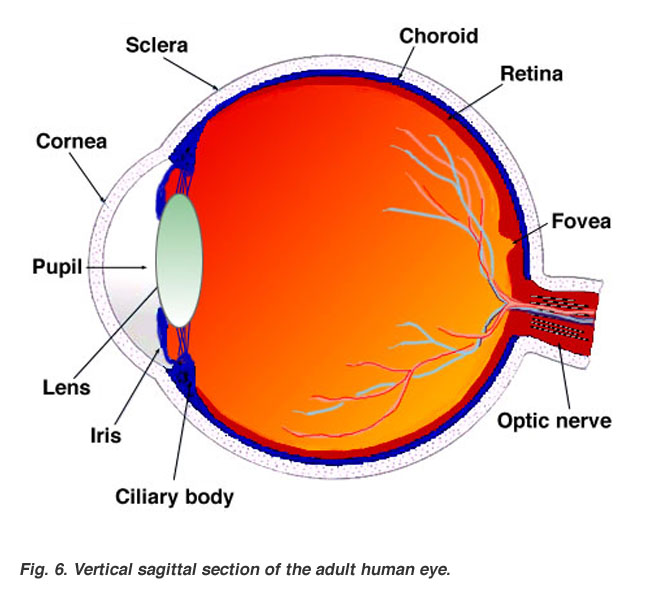 Choroid
Sclera
Retina
Cornea
Fovea
Pupil
Lens
Optic nerve
Iris
Ciliary body
Fig. 6. Vertical sagittal section of the adult human eye.